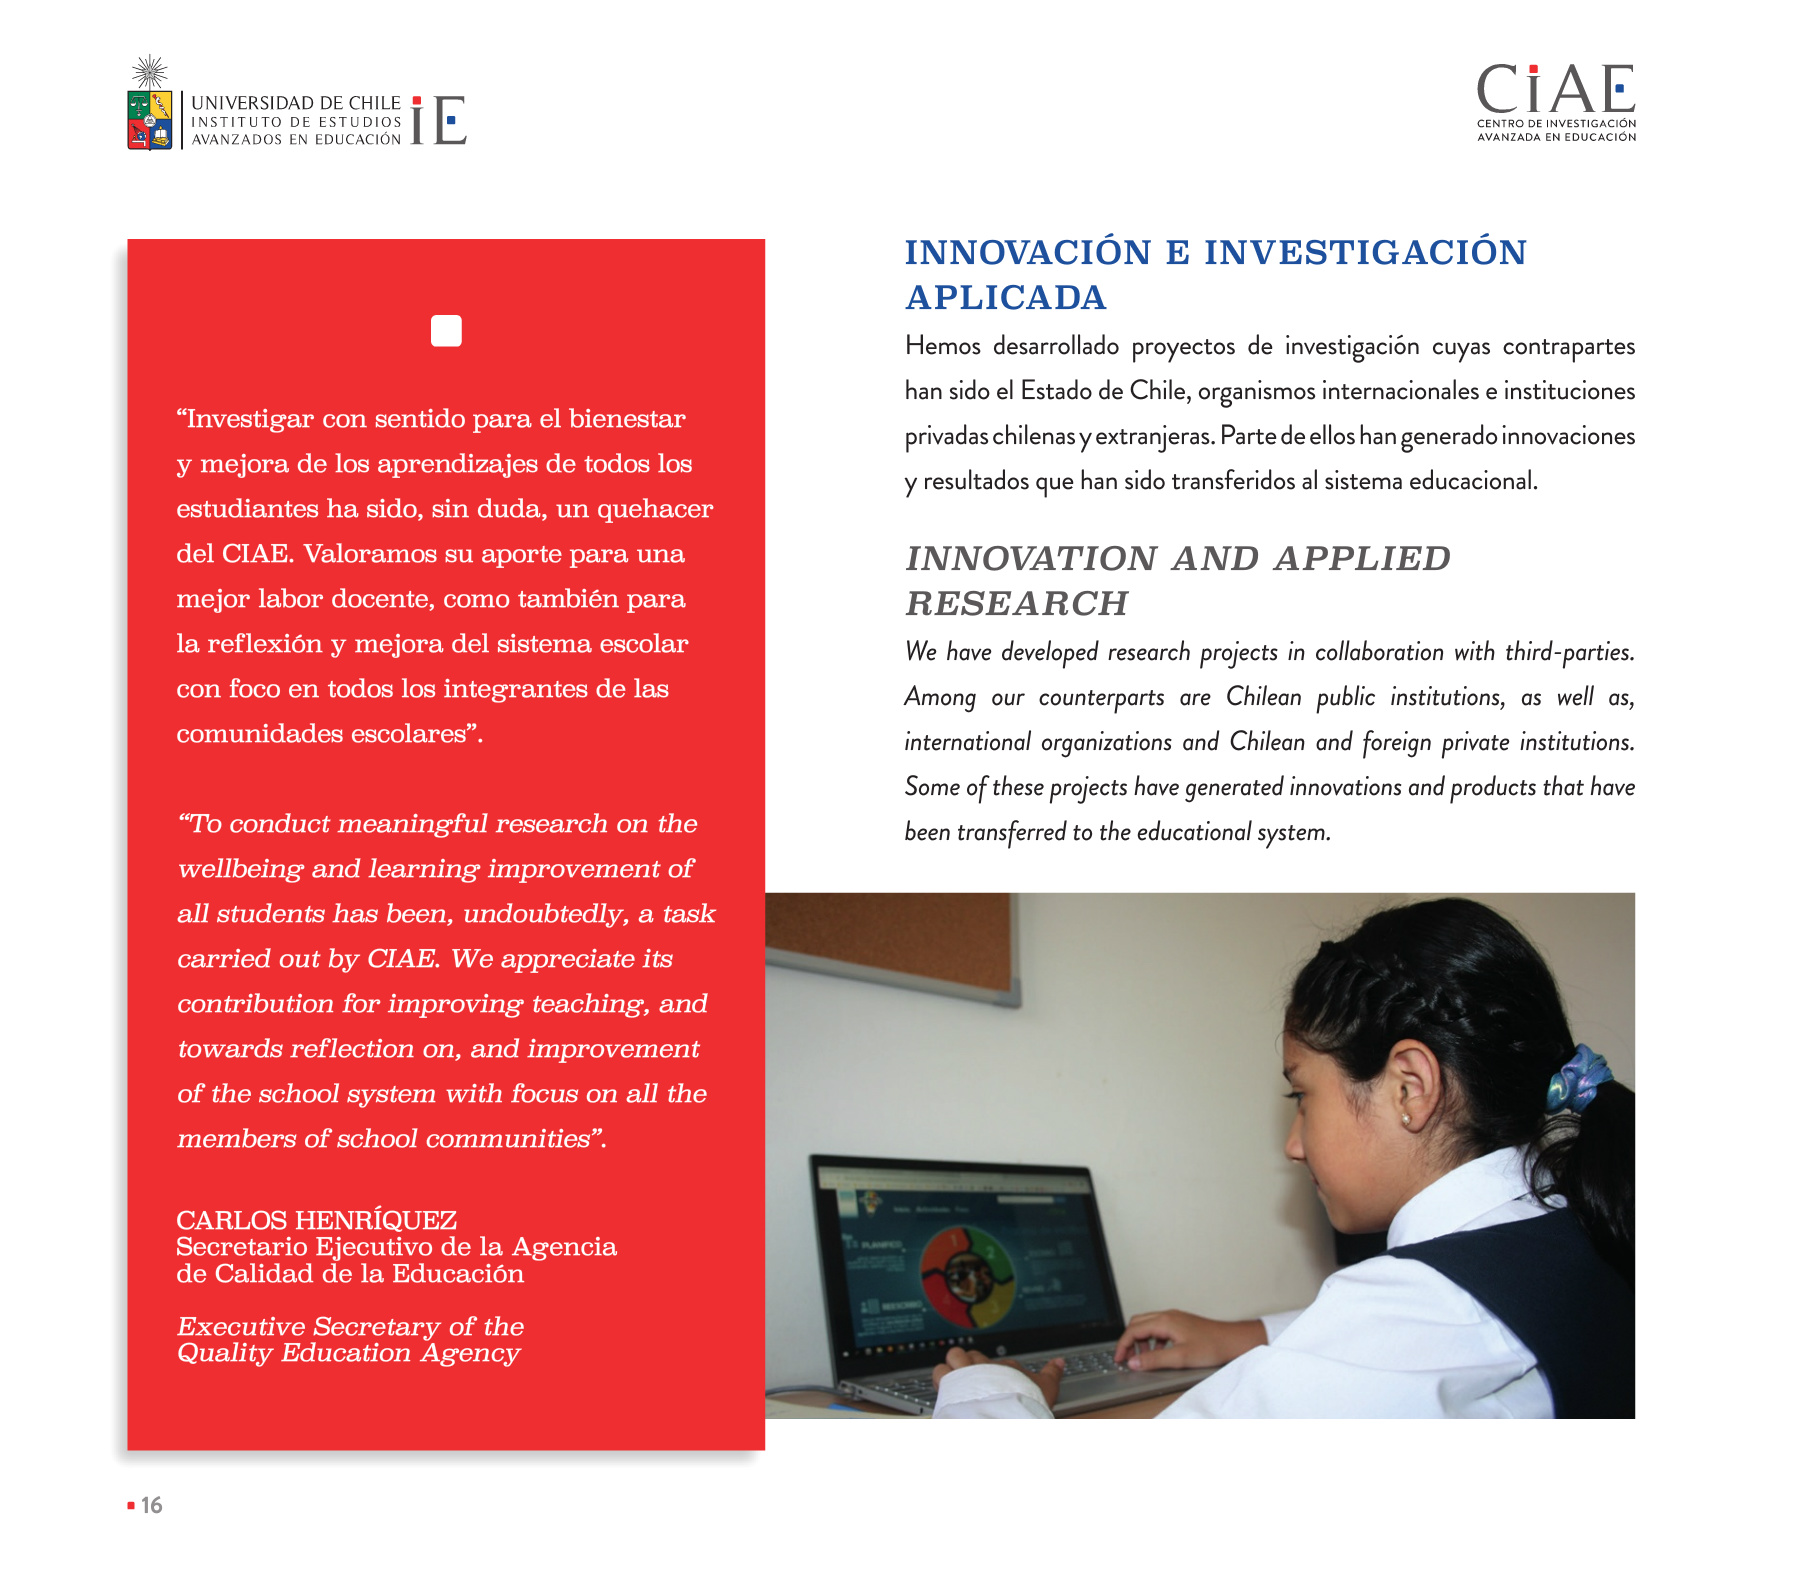 UNIVERSIDAD DE CHILE
INSTITUTO DE ESTUDIOS
AVANZADOS EN EDUCACIÓN
iE
CiAE
CENTRO DE INVESTIGACIÓN
AVANZADA EN EDUCACIÓN
“Investigar con sentido para el bienestar
y mejora de los aprendizajes de todos los
estudiantes ha sido, sin duda, un quehacer
del CIAE. Valoramos su aporte para una
mejor labor docente, como también para
la reflexión y mejora del sistema escolar
con foco en todos los integrantes de las
comunidades escolares”.
“To conduct meaningful research on the
wellbeing and learning improvement of
all students has been, undoubtedly, a task
carried out by CIAE. We appreciate its
contribution for improving teaching, and
towards reflection on, and improvement
of the school system with focus on all the
members of school communities”.
CARLOS HENRÍQUEZ
Secretario Ejecutivo de la Agencia
de Calidad de la Educación
Executive Secretary of the
Quality Education Agency
INNOVACIÓN E INVESTIGACIÓN
APLICADA
Hemos desarrollado proyectos de investigación cuyas contrapartes
han sido el Estado de Chile, organismos internacionales e instituciones
privadas chilenas y extranjeras. Parte de ellos han generado innovaciones
y resultados que han sido transferidos al sistema educacional.
INNOVATION AND APPLIED
RESEARCH
We have developed research projects in collaboration with third-parties.
Among our counterparts are Chilean public institutions, as well as,
international organizations and Chilean and foreign private institutions.
Some of these projects have generated innovations and products that have
been transferred to the educational system.
16